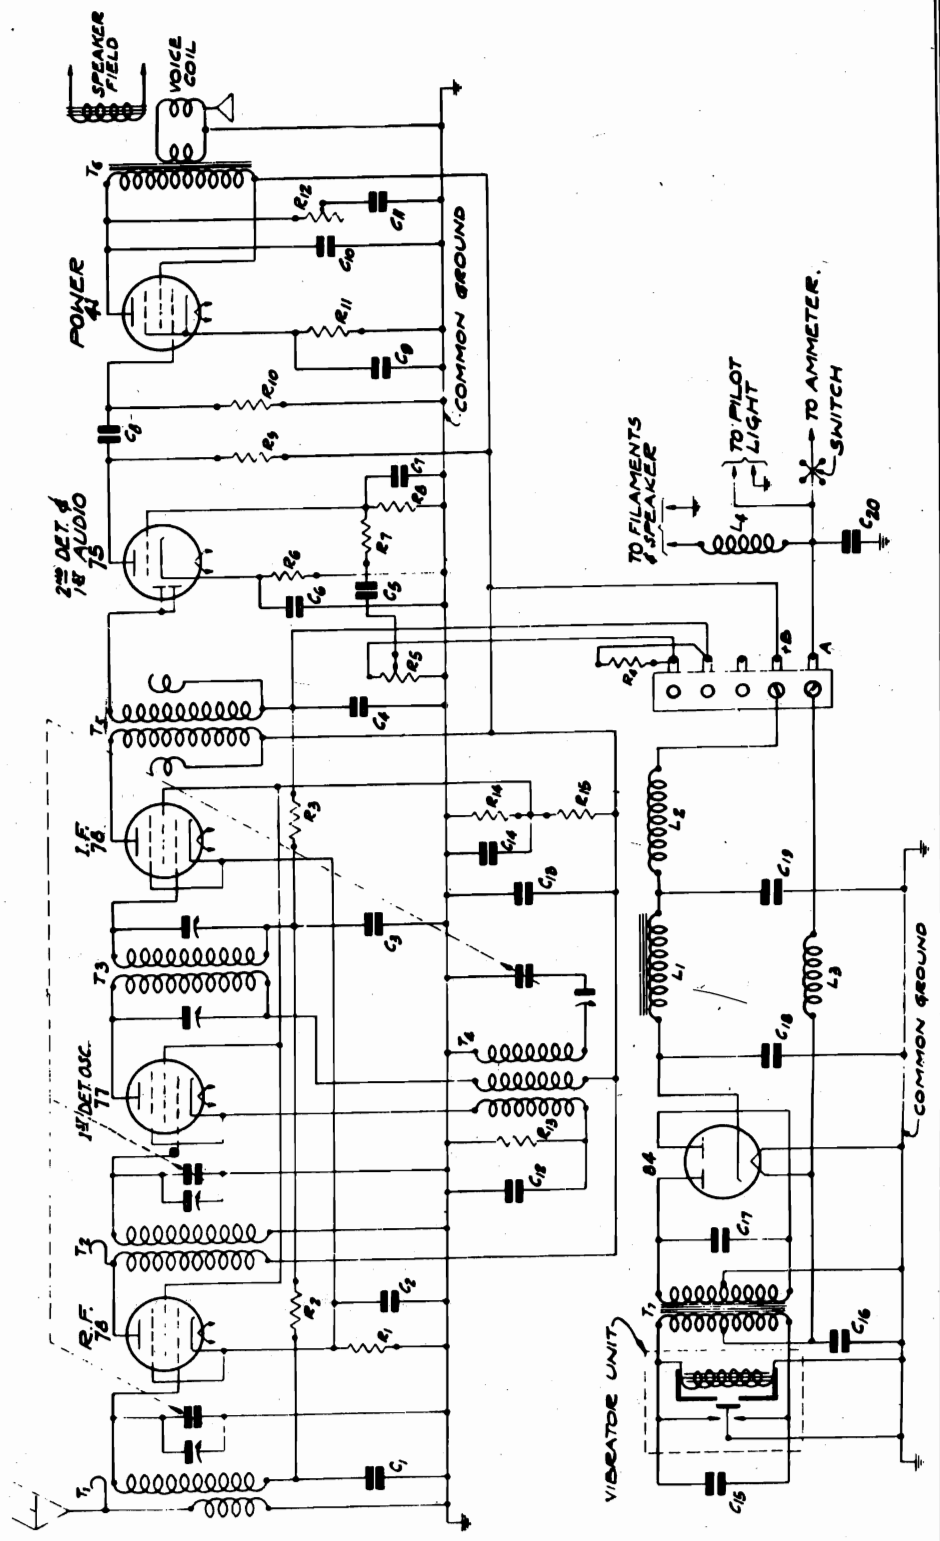 SPEAKER
FIELD
VOICE
COIL
T6
R12
C11
C10
POWER
41
R11
C9
COMMON GROUND
R10
C8
R9
2ND DET. &
1ST AUDIO
75
C7
R8
R7
R6
C6
C5
R5
C4
T5
I.F.
78
R3
R14
C14
R15
C13
T3
C3
1ST DET. OSC.
77
T4
R13
C12
T2
R.F.
78
R2
C2
R1
T1
C1
TO FILAMENTS
& SPEAKER
TO PILOT
LIGHT
TO AMMETER.
SWITCH
L4
C20
R4
+B
A
L2
C19
L1
L3
C18
COMMON GROUND
84
C17
T7
C16
VIBRATOR UNIT
C15